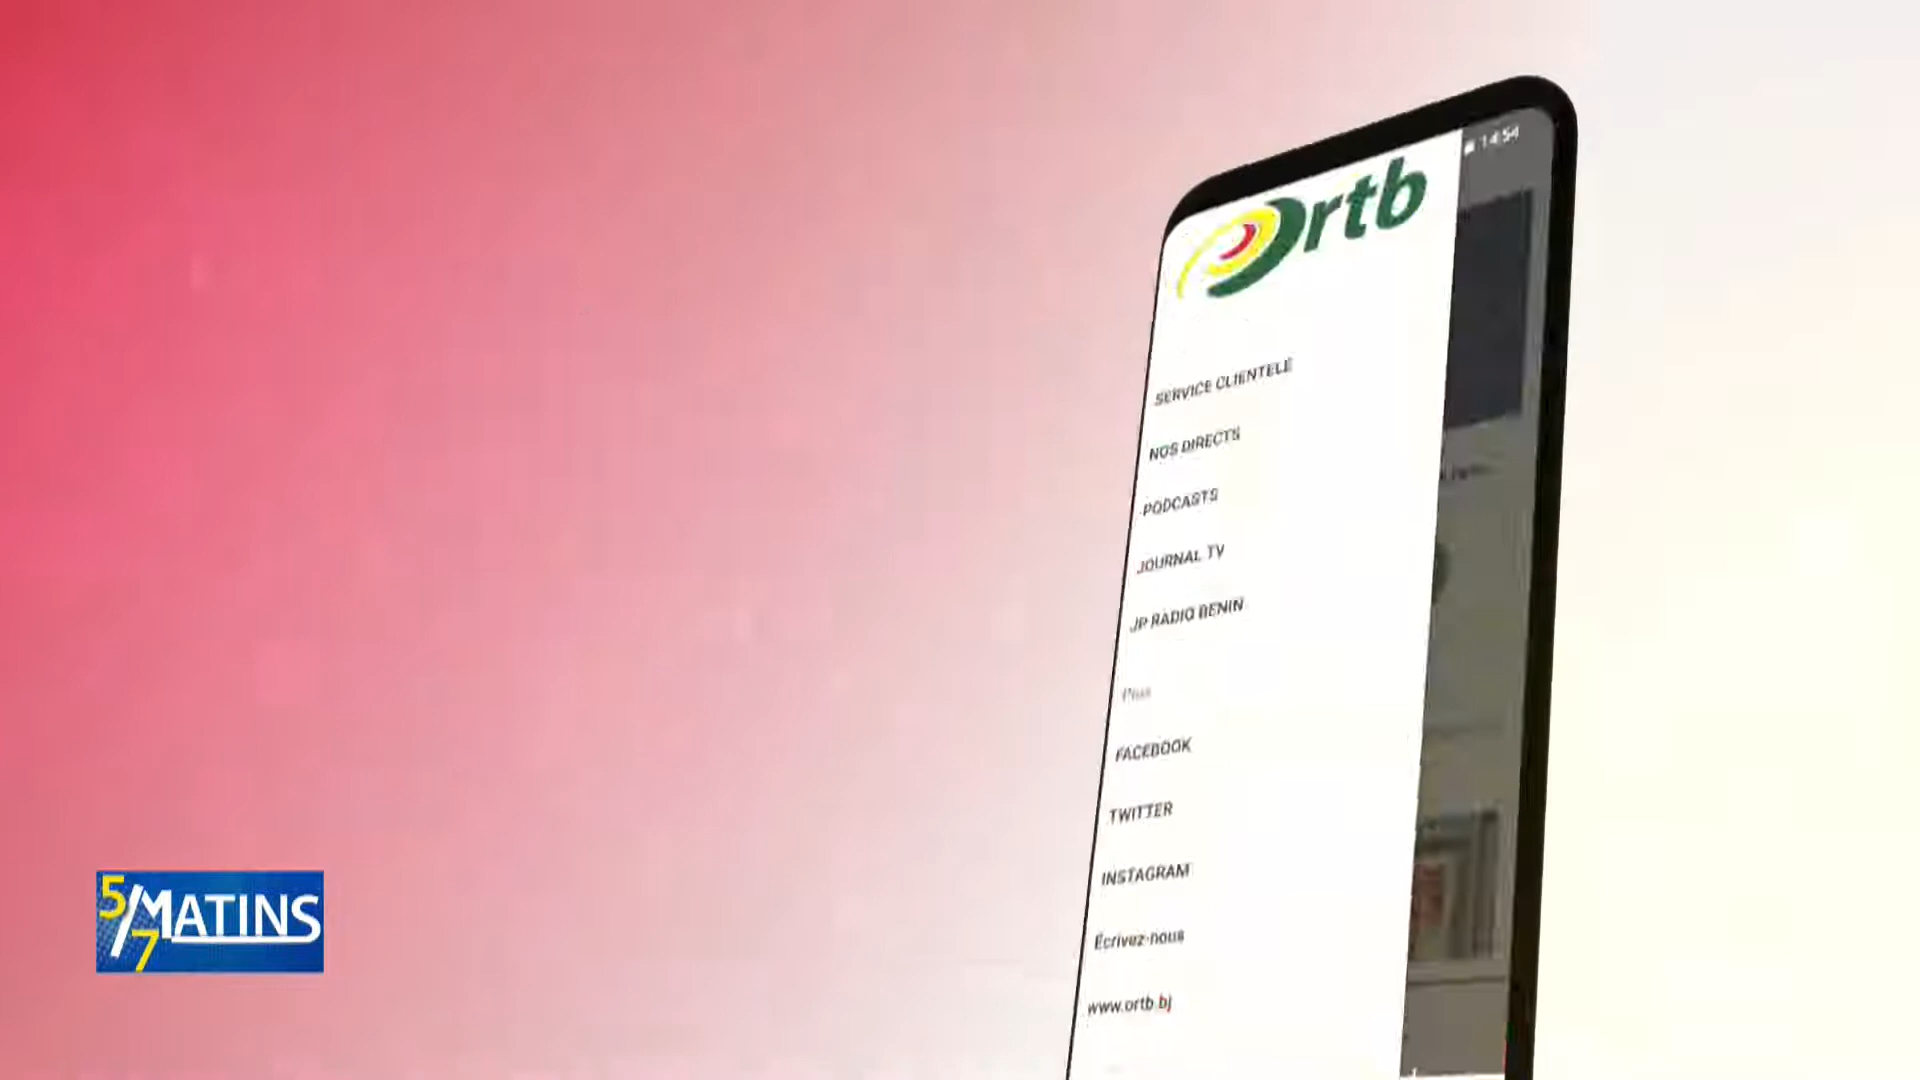 14:54
Ortb
SERVICE CLIENTELE
NOS DIRECTS
PODCASTS
JOURNAL TV
JP RADIO BENIN
Plus
FACEBOOK
TWITTER
INSTAGRAM
Écrivez-nous
www.ortb.bj
5/7 MATINS